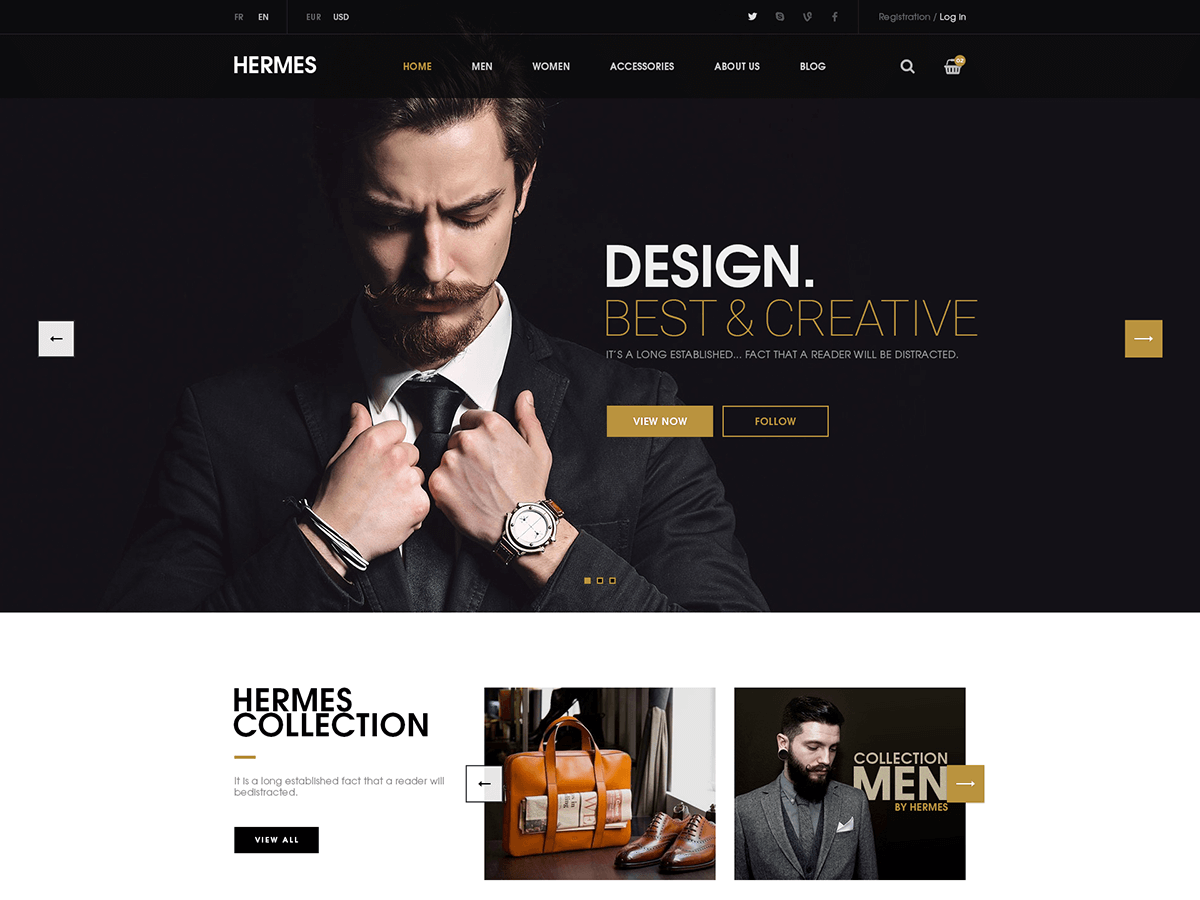 FR EN EUR USD Registration / Log in
HERMES HOME MEN WOMEN ACCESSORIES ABOUT US BLOG 02
DESIGN.
BEST & CREATIVE
IT'S A LONG ESTABLISHED... FACT THAT A READER WILL BE DISTRACTED.
VIEW NOW FOLLOW
HERMES
COLLECTION
It is a long established fact that a reader will
bedistracted.
VIEW ALL
COLLECTION
MEN
BY HERMES